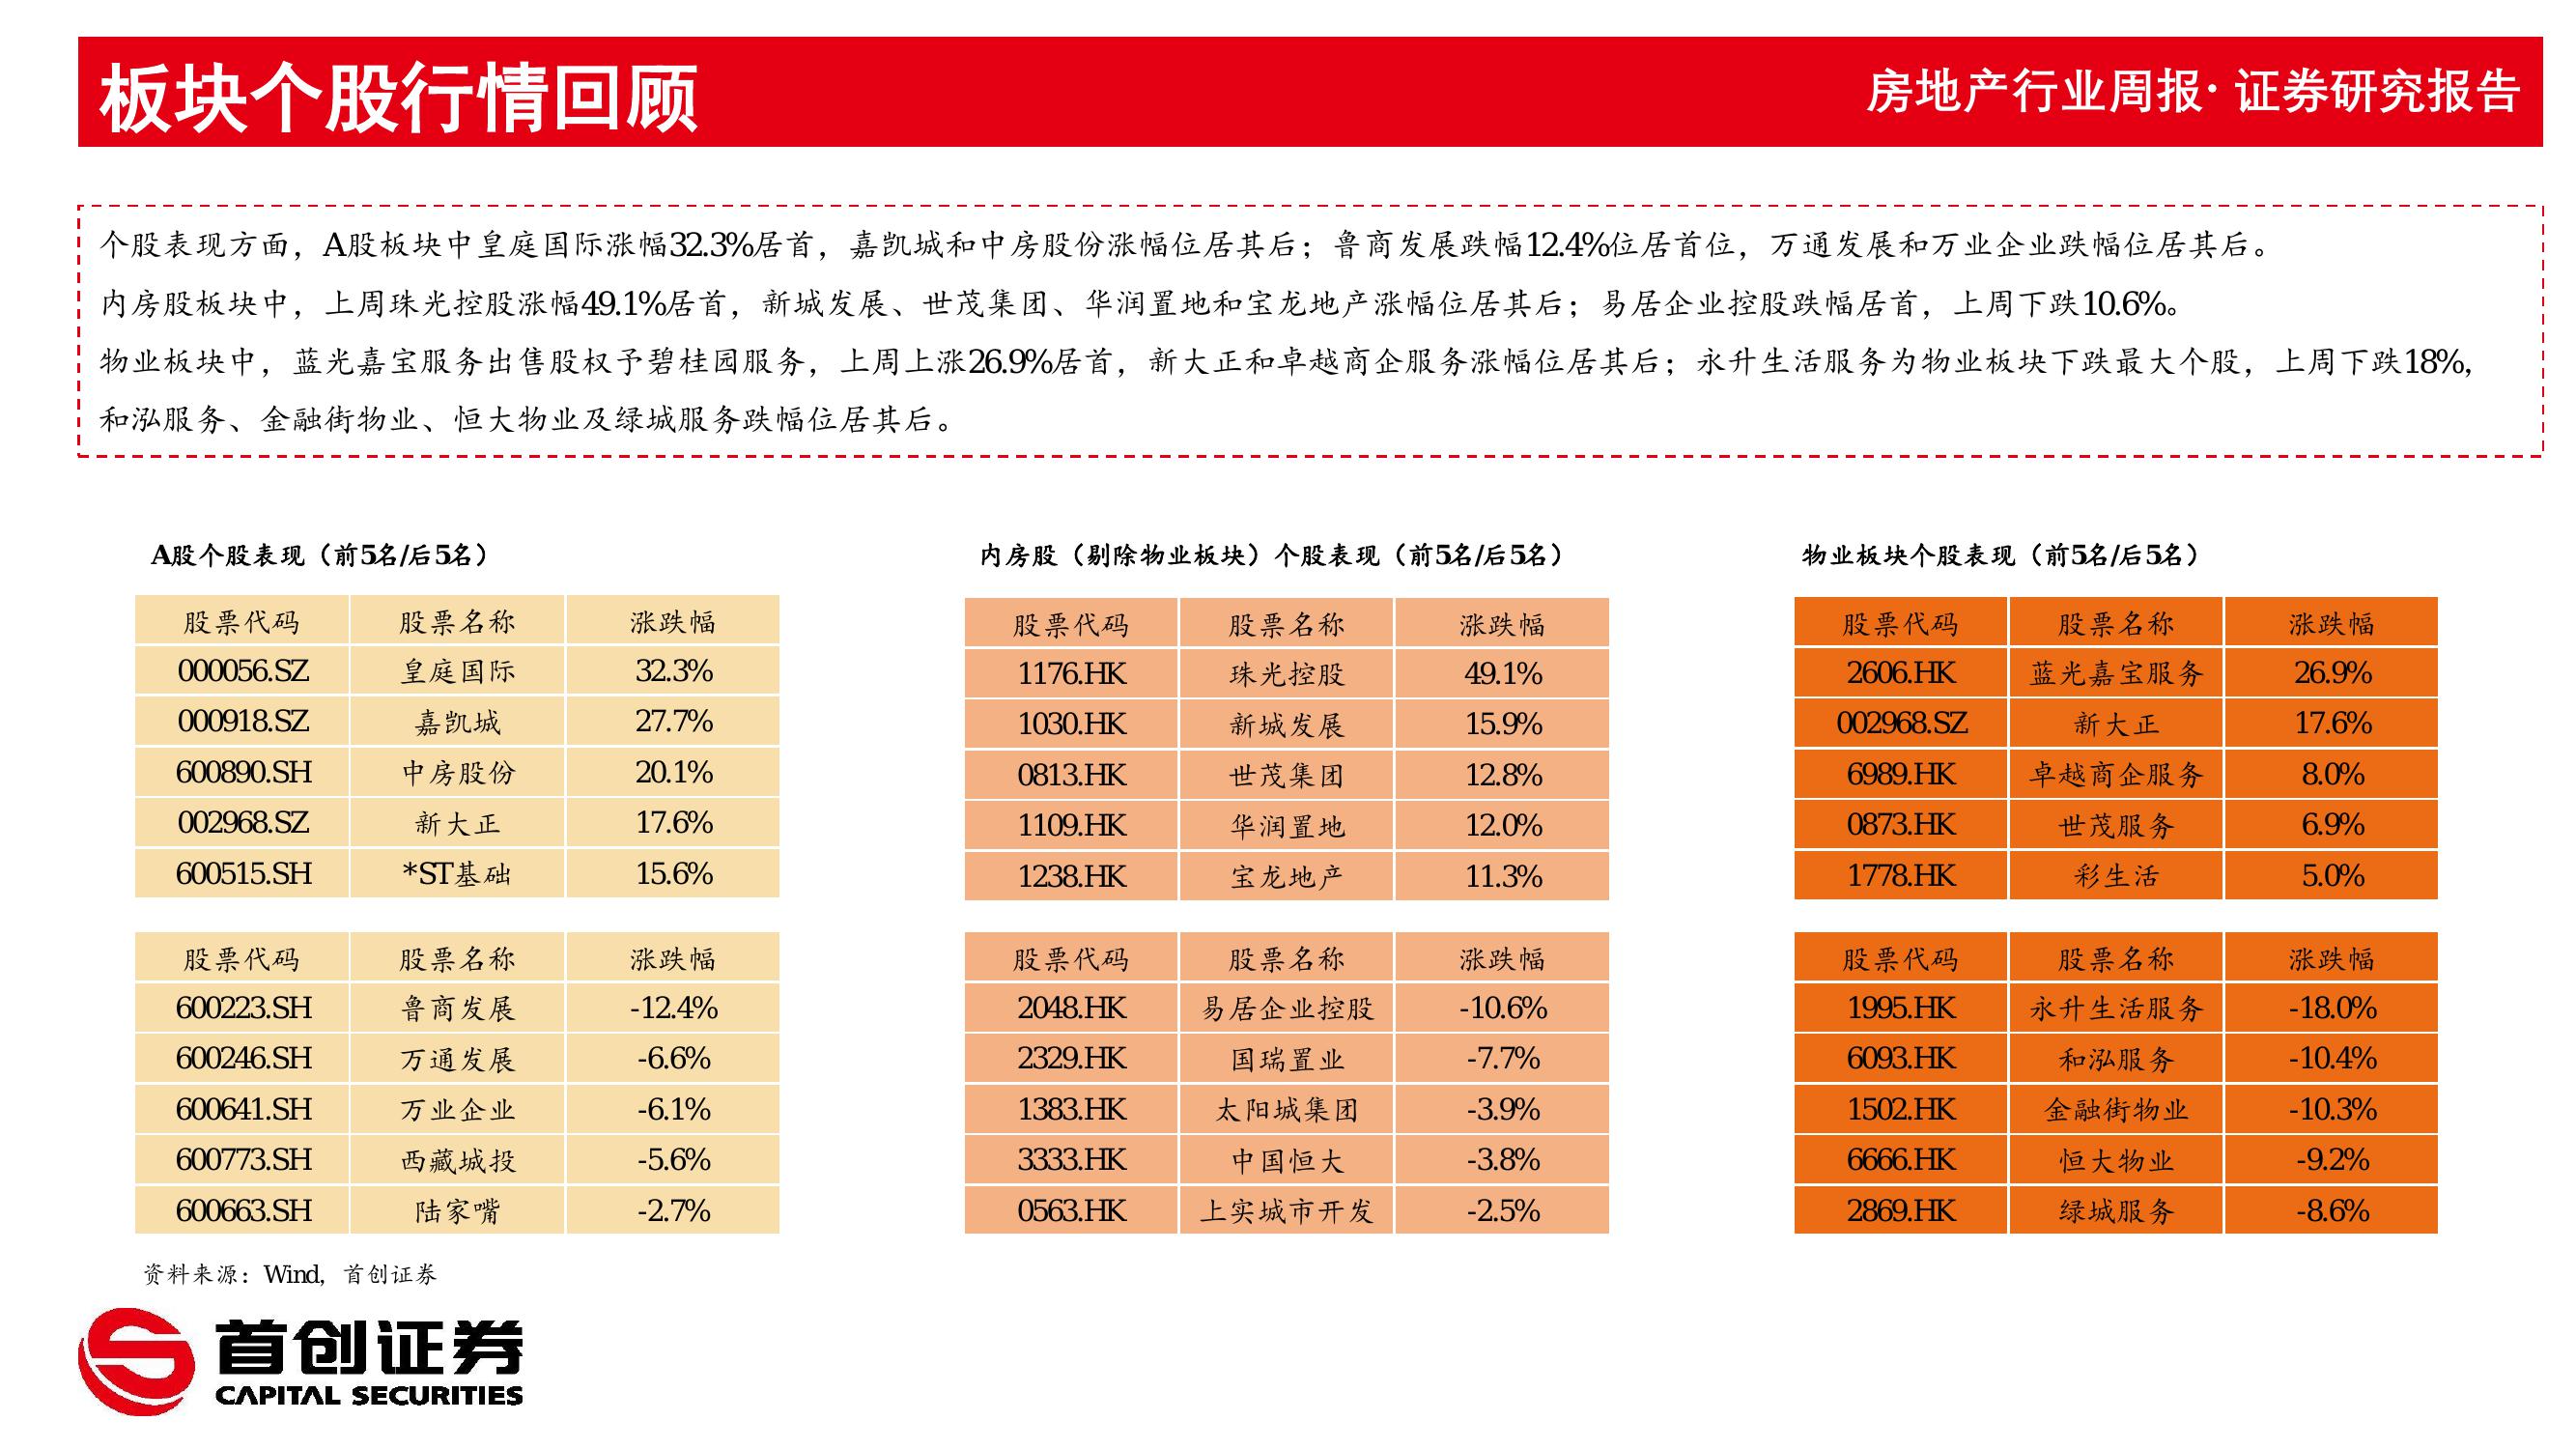 板块个股行情回顾
房地产行业周报· 证券研究报告
个股表现方面，A股板块中皇庭国际涨幅32.3%居首，嘉凯城和中房股份涨幅位居其后；鲁商发展跌幅12.4%位居首位，万通发展和万业企业跌幅位居其后。
内房股板块中，上周珠光控股涨幅49.1%居首，新城发展、世茂集团、华润置地和宝龙地产涨幅位居其后；易居企业控股跌幅居首，上周下跌10.6%。
物业板块中，蓝光嘉宝服务出售股权予碧桂园服务，上周上涨26.9%居首，新大正和卓越商企服务涨幅位居其后；永升生活服务为物业板块下跌最大个股，上周下跌18%,
和泓服务、金融街物业、恒大物业及绿城服务跌幅位居其后。
A股个股表现（前5名/后5名）
股票代码 股票名称 涨跌幅
000056.SZ 皇庭国际 32.3%
000918.SZ 嘉凯城 27.7%
600890.SH 中房股份 20.1%
002968.SZ 新大正 17.6%
600515.SH *ST基础 15.6%
股票代码 股票名称 涨跌幅
600223.SH 鲁商发展 -12.4%
600246.SH 万通发展 -6.6%
600641.SH 万业企业 -6.1%
600773.SH 西藏城投 -5.6%
600663.SH 陆家嘴 -2.7%
内房股（剔除物业板块）个股表现（前5名/后5名）
股票代码 股票名称 涨跌幅
1176.HK 珠光控股 49.1%
1030.HK 新城发展 15.9%
0813.HK 世茂集团 12.8%
1109.HK 华润置地 12.0%
1238.HK 宝龙地产 11.3%
股票代码 股票名称 涨跌幅
2048.HK 易居企业控股 -10.6%
2329.HK 国瑞置业 -7.7%
1383.HK 太阳城集团 -3.9%
3333.HK 中国恒大 -3.8%
0563.HK 上实城市开发 -2.5%
物业板块个股表现（前5名/后5名）
股票代码 股票名称 涨跌幅
2606.HK 蓝光嘉宝服务 26.9%
002968.SZ 新大正 17.6%
6989.HK 卓越商企服务 8.0%
0873.HK 世茂服务 6.9%
1778.HK 彩生活 5.0%
股票代码 股票名称 涨跌幅
1995.HK 永升生活服务 -18.0%
6093.HK 和泓服务 -10.4%
1502.HK 金融街物业 -10.3%
6666.HK 恒大物业 -9.2%
2869.HK 绿城服务 -8.6%
资料来源：Wind，首创证券
首创证券
CAPITAL SECURITIES